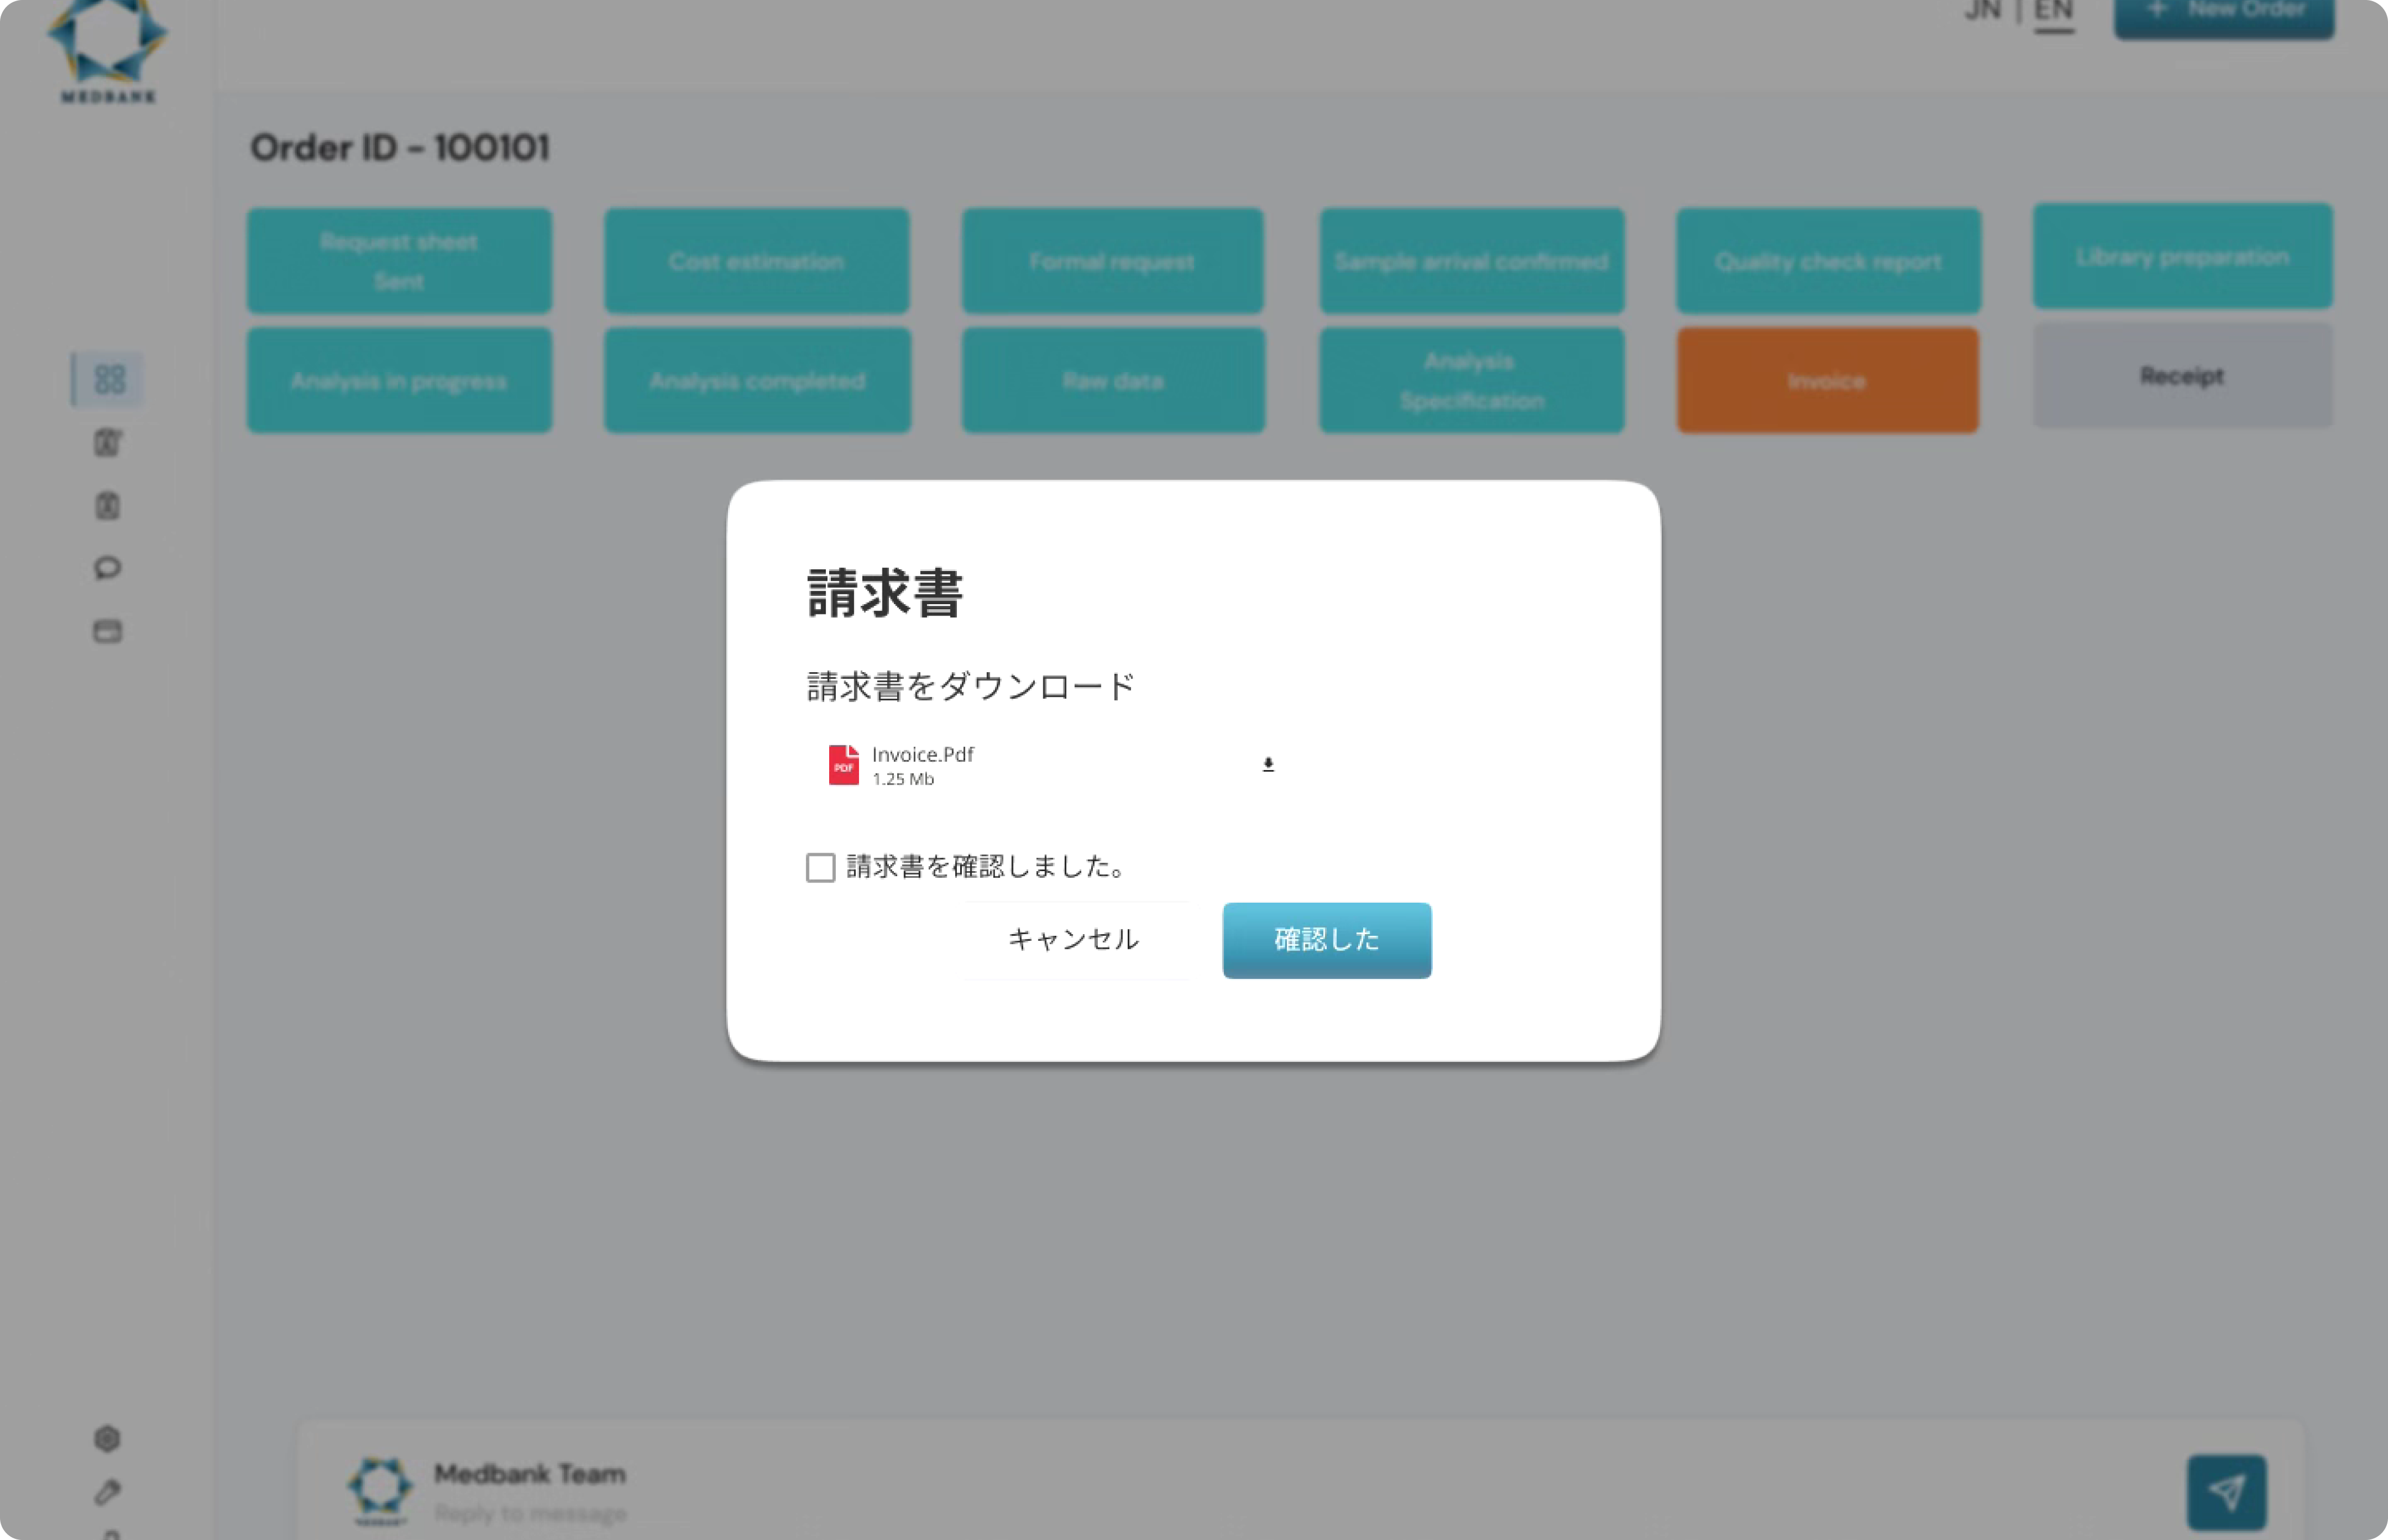 JN | EN
+ New Order
MEDBANK
Order ID - 100101
Request sheet
Sent
Cost estimation
Formal request
Sample arrival confirmed
Quality check report
Library preparation
Analysis in progress
Analysis completed
Raw data
Analysis
Specification
Invoice
Receipt
請求書
請求書をダウンロード
PDF
Invoice.Pdf
1.25 Mb
請求書を確認しました。
キャンセル
確認した
Medbank Team
Reply to message